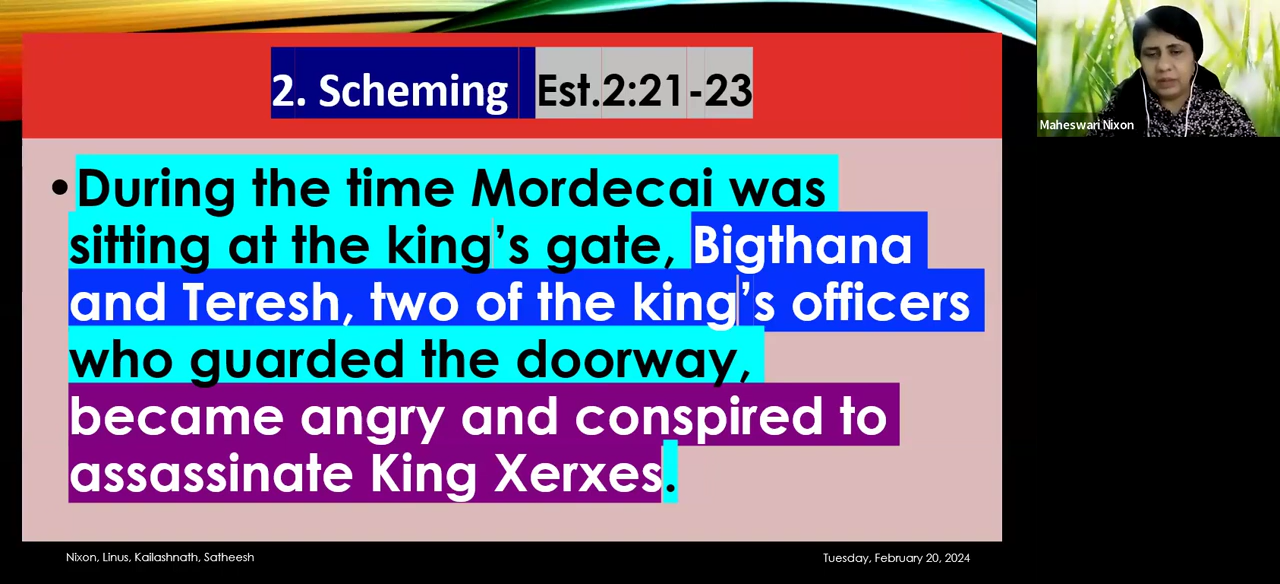 2. Scheming Est.2:21-23
•During the time Mordecai was
sitting at the king’s gate, Bigthana
and Teresh, two of the king’s officers
who guarded the doorway,
became angry and conspired to
assassinate King Xerxes.
Maheswari Nixon
Nixon, Linus, Kailashnath, Satheesh
Tuesday, February 20, 2024